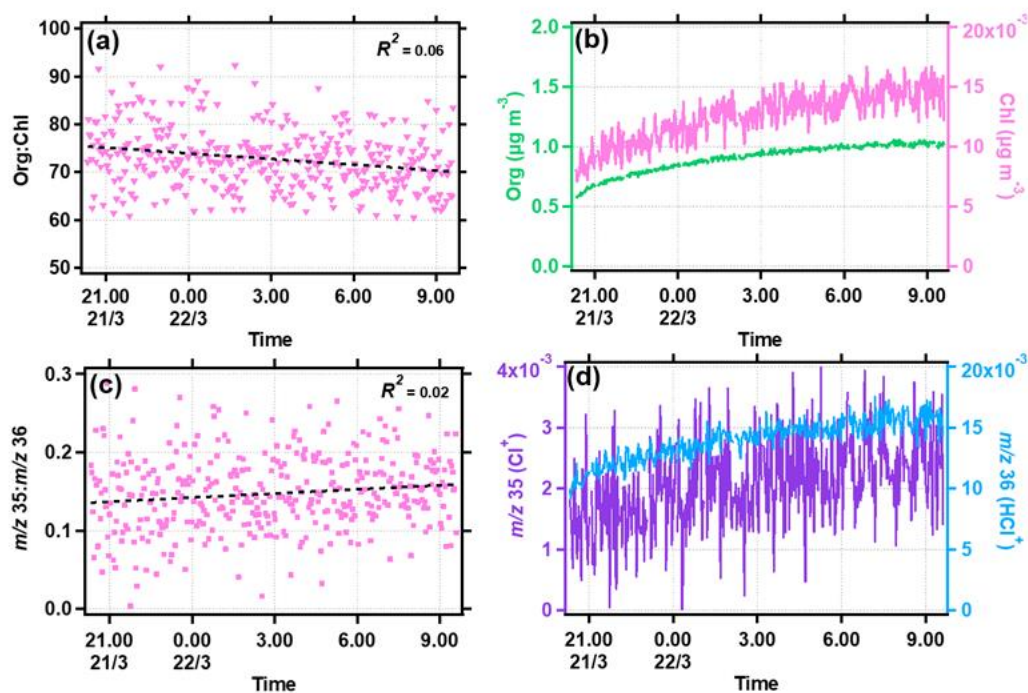 (a)
R² = 0.06
Org:Chl
100
90
80
70
60
50
21.00 0.00 3.00 6.00 9.00
21/3 22/3
Time
(b)
Org (µg m⁻³)
2.0
1.5
1.0
0.5
0.0
Chl (µg m⁻³)
20x10⁻³
15
10
5
0
21.00 0.00 3.00 6.00 9.00
21/3 22/3
Time
(c)
R² = 0.02
m/z 35:m/z 36
0.3
0.2
0.1
0.0
21.00 0.00 3.00 6.00 9.00
21/3 22/3
Time
(d)
m/z 35 (Cl⁺)
4x10⁻³
3
2
1
0
m/z 36 (HCl⁺)
20x10⁻³
15
10
5
0
21.00 0.00 3.00 6.00 9.00
21/3 22/3
Time